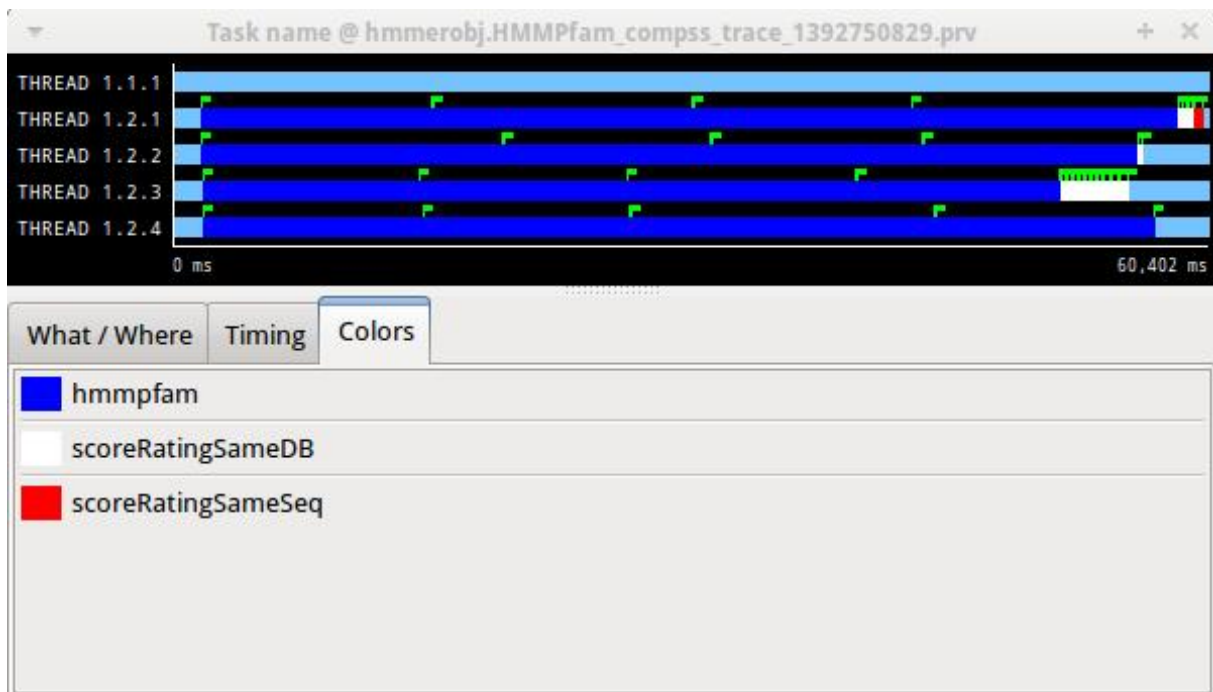 Task name @ hmmerobj.HMMPfam_compss_trace_1392750829.prv
THREAD 1.1.1
THREAD 1.2.1
THREAD 1.2.2
THREAD 1.2.3
THREAD 1.2.4
0 ms 60,402 ms
What / Where Timing Colors
hmmpfam
scoreRatingSameDB
scoreRatingSameSeq